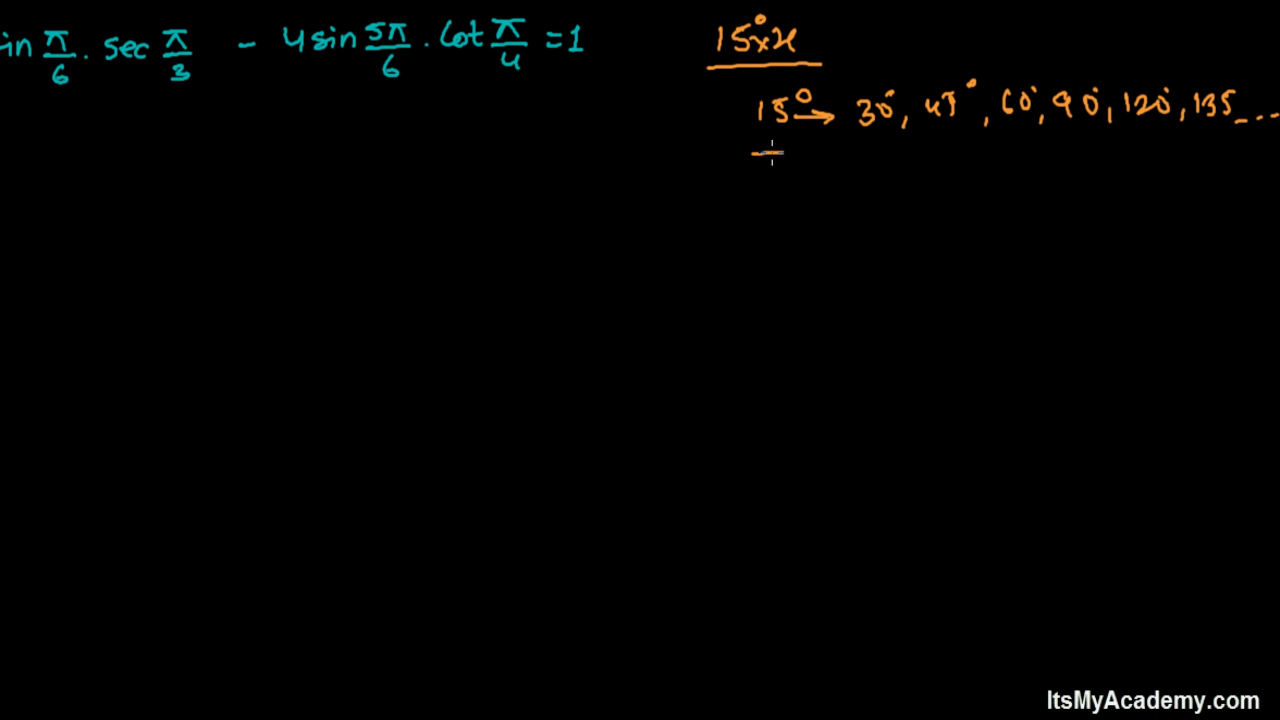 in π/6 . sec π/3 - 4 sin 5π/6 . cot π/4 = 1
15°×x
15° → 30°, 45°, 60°, 90°, 120°, 135_...
ItsMyAcademy.com